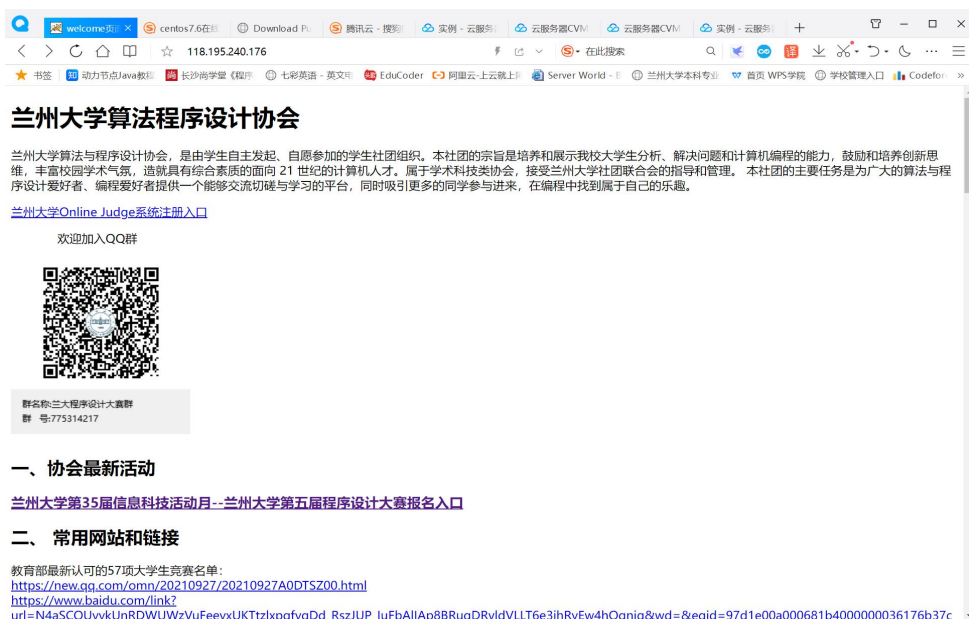 welcome页面
centos7.6在线
Download Pu
腾讯云 - 搜狗
实例 - 云服务
云服务器CVM
云服务器CVM
实例 - 云服务
118.195.240.176
在此搜索
书签
动力节点Java教程
长沙尚学堂《程序
七彩英语 - 英文电
EduCoder
阿里云-上云就上
Server World -
兰州大学本科专业
首页 WPS学院
学校管理入口
Codefor
兰州大学算法程序设计协会
兰州大学算法与程序设计协会，是由学生自主发起、自愿参加的学生社团组织。本社团的宗旨是培养和展示我校大学生分析、解决问题和计算机编程的能力，鼓励和培养创新思
维，丰富校园学术气氛，造就具有综合素质的面向 21 世纪的计算机人才。属于学术科技类协会，接受兰州大学社团联合会的指导和管理。 本社团的主要任务是为广大的算法与程
序设计爱好者、编程爱好者提供一个能够交流切磋与学习的平台，同时吸引更多的同学参与进来，在编程中找到属于自己的乐趣。
兰州大学Online Judge系统注册入口
欢迎加入QQ群
群名称:兰大程序设计大赛群
群 号:775314217
一、协会最新活动
兰州大学第35届信息科技活动月--兰州大学第五届程序设计大赛报名入口
二、 常用网站和链接
教育部最新认可的57项大学生竞赛名单：
https://new.qq.com/omn/20210927/20210927A0DTSZ00.html
https://www.baidu.com/link?